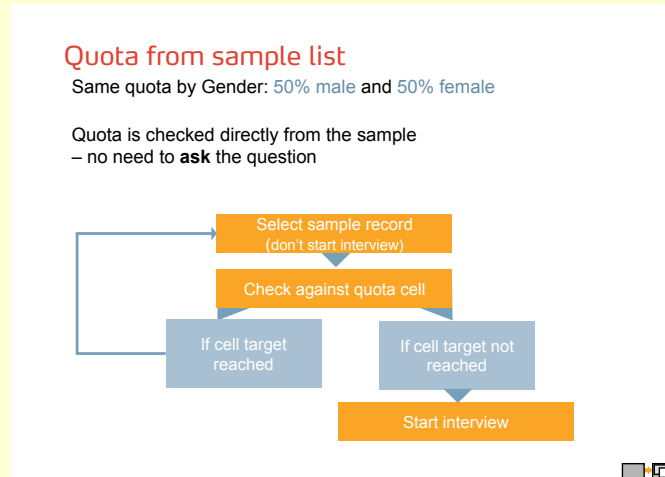 Quota from sample list
Same quota by Gender: 50% male and 50% female
Quota is checked directly from the sample
– no need to ask the question
Select sample record
(don't start interview)
Check against quota cell
If cell target
reached
If cell target not
reached
Start interview